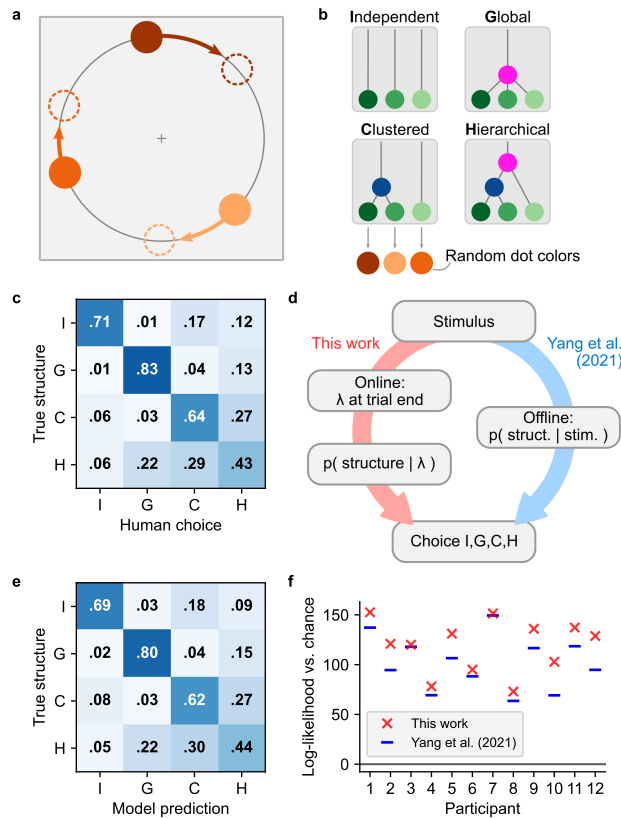 a
b
Independent
Global
Clustered
Hierarchical
Random dot colors
c
True structure
I
.71 .01 .17 .12
G
.01 .83 .04 .13
C
.06 .03 .64 .27
H
.06 .22 .29 .43
I G C H
Human choice
d
Stimulus
This work
Yang et al.
(2021)
Online:
λ at trial end
Offline:
p( struct. | stim. )
p( structure | λ )
Choice I,G,C,H
e
True structure
I
.69 .03 .18 .09
G
.02 .80 .04 .15
C
.08 .03 .62 .27
H
.05 .22 .30 .44
I G C H
Model prediction
f
Log-likelihood vs. chance
150
100
50
0
This work
Yang et al. (2021)
1 2 3 4 5 6 7 8 9 10 11 12
Participant